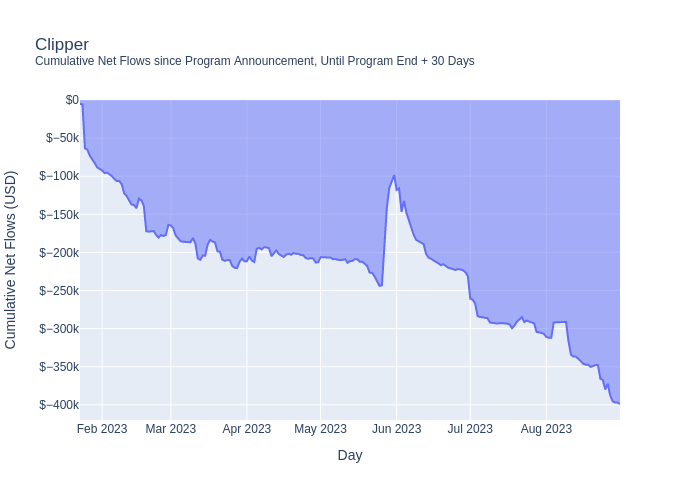 Clipper
Cumulative Net Flows since Program Announcement, Until Program End + 30 Days
Cumulative Net Flows (USD)
$0
$−50k
$−100k
$−150k
$−200k
$−250k
$−300k
$−350k
$−400k
Feb 2023
Mar 2023
Apr 2023
May 2023
Jun 2023
Jul 2023
Aug 2023
Day